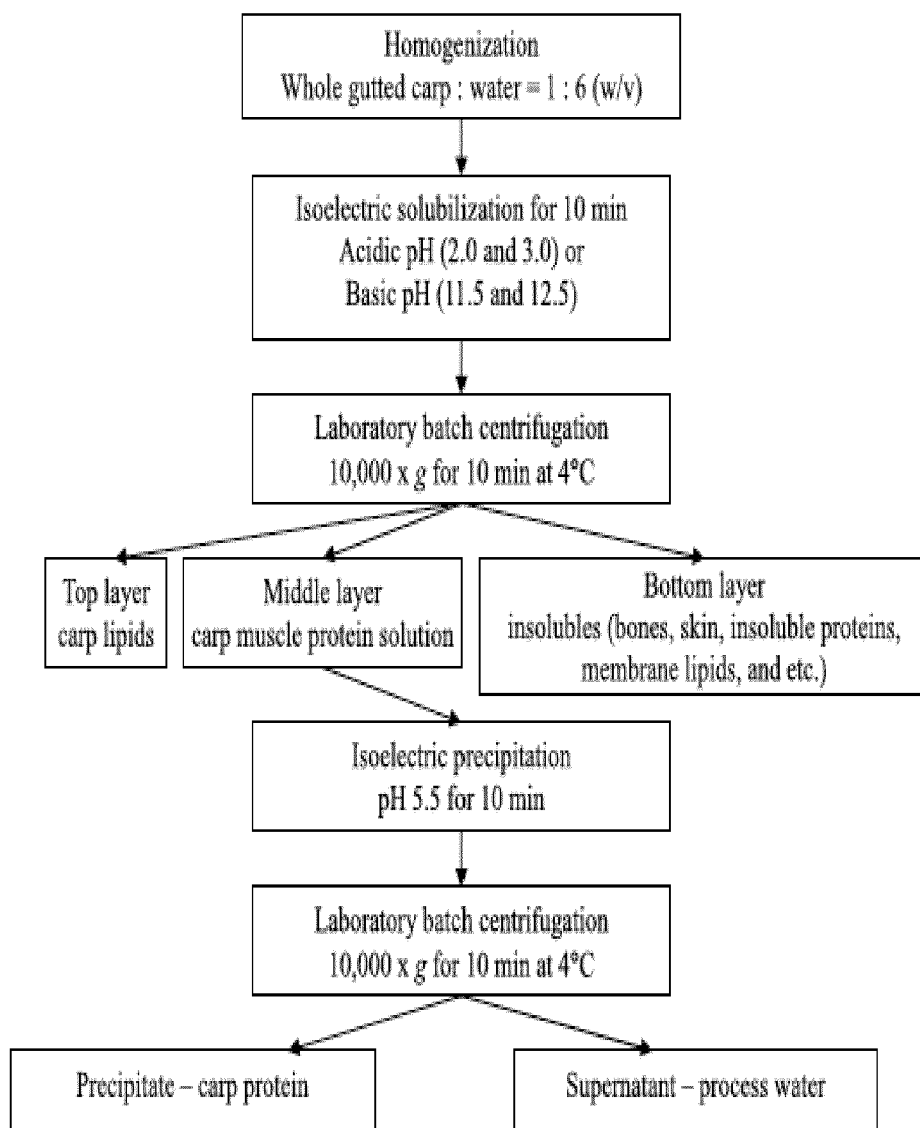 Homogenization
Whole gutted carp : water = 1 : 6 (w/v)
Isoelectric solubilization for 10 min
Acidic pH (2.0 and 3.0) or
Basic pH (11.5 and 12.5)
Laboratory batch centrifugation
10,000 x g for 10 min at 4°C
Top layer
carp lipids
Middle layer
carp muscle protein solution
Bottom layer
insolubles (bones, skin, insoluble proteins,
membrane lipids, and etc.)
Isoelectric precipitation
pH 5.5 for 10 min
Laboratory batch centrifugation
10,000 x g for 10 min at 4°C
Precipitate – carp protein
Supernatant – process water